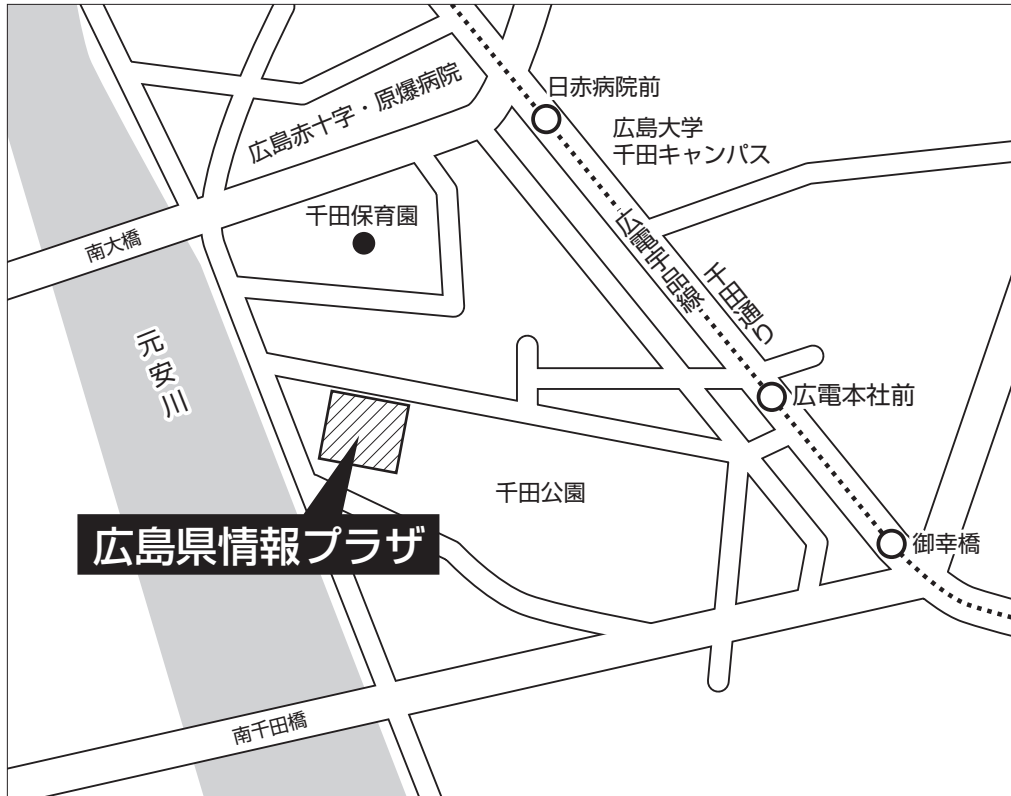 日赤病院前
広島赤十字・原爆病院
広島大学
千田キャンパス
千田保育園
南大橋
広電宇品線
千田通り
元安川
広電本社前
千田公園
広島県情報プラザ
御幸橋
南千田橋